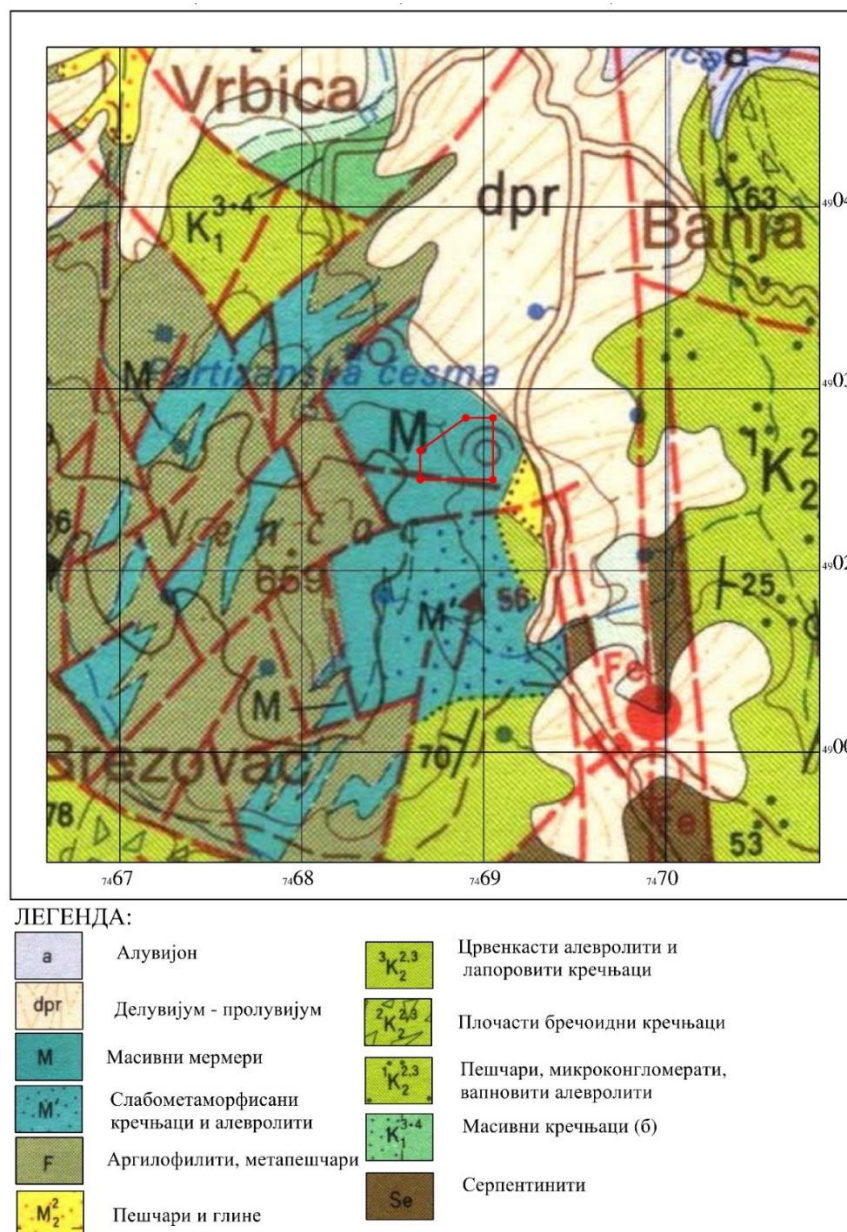 Vrbica
a
K₁³⁺⁴
dpr
Banja
63
4904
Partizanska česma
M
4903
M
¹K₂²
Venčac
659
4902
M'
56
25
Fe
M
Brezovac
70
4900
78
Fe
53
7467 7468 7469 7470
ЛЕГЕНДА:
a Алувијон
dpr Делувијум - пролувијум
M Масивни мермери
M' Слабометаморфисани
кречњаци и алевролити
F Аргилофилити, метапешчари
M₂² Пешчари и глине
³K₂²,³ Црвенкасти алевролити и
лапоровити кречњаци
²K₂²,³ Плочасти бречоидни кречњаци
¹K₂²,³ Пешчари, микроконгломерати,
вапновити алевролити
K₁³⁺⁴ Масивни кречњаци (б)
Se Серпентинити